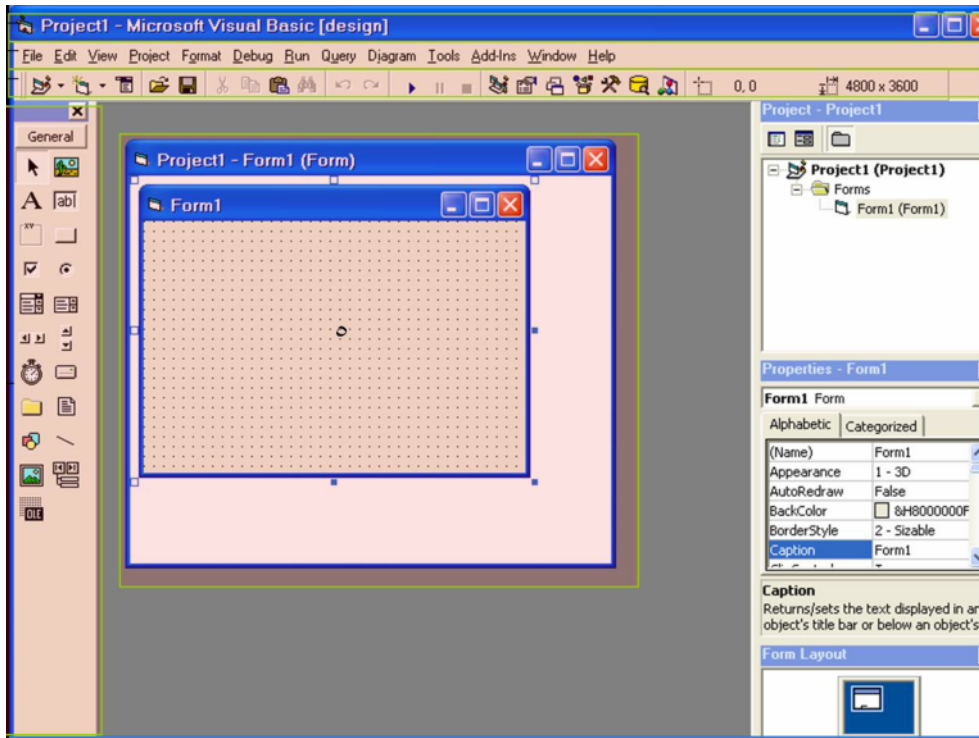 Project1 - Microsoft Visual Basic [design]
File Edit View Project Format Debug Run Query Diagram Tools Add-Ins Window Help
0, 0 4800 x 3600
General
A ab|
xv
OLE
Project1 - Form1 (Form)
Form1
Project - Project1
Project1 (Project1)
Forms
Form1 (Form1)
Properties - Form1
Form1 Form
Alphabetic Categorized
(Name) Form1
Appearance 1 - 3D
AutoRedraw False
BackColor &H8000000F
BorderStyle 2 - Sizable
Caption Form1
Caption
Returns/sets the text displayed in an
object's title bar or below an object's
Form Layout